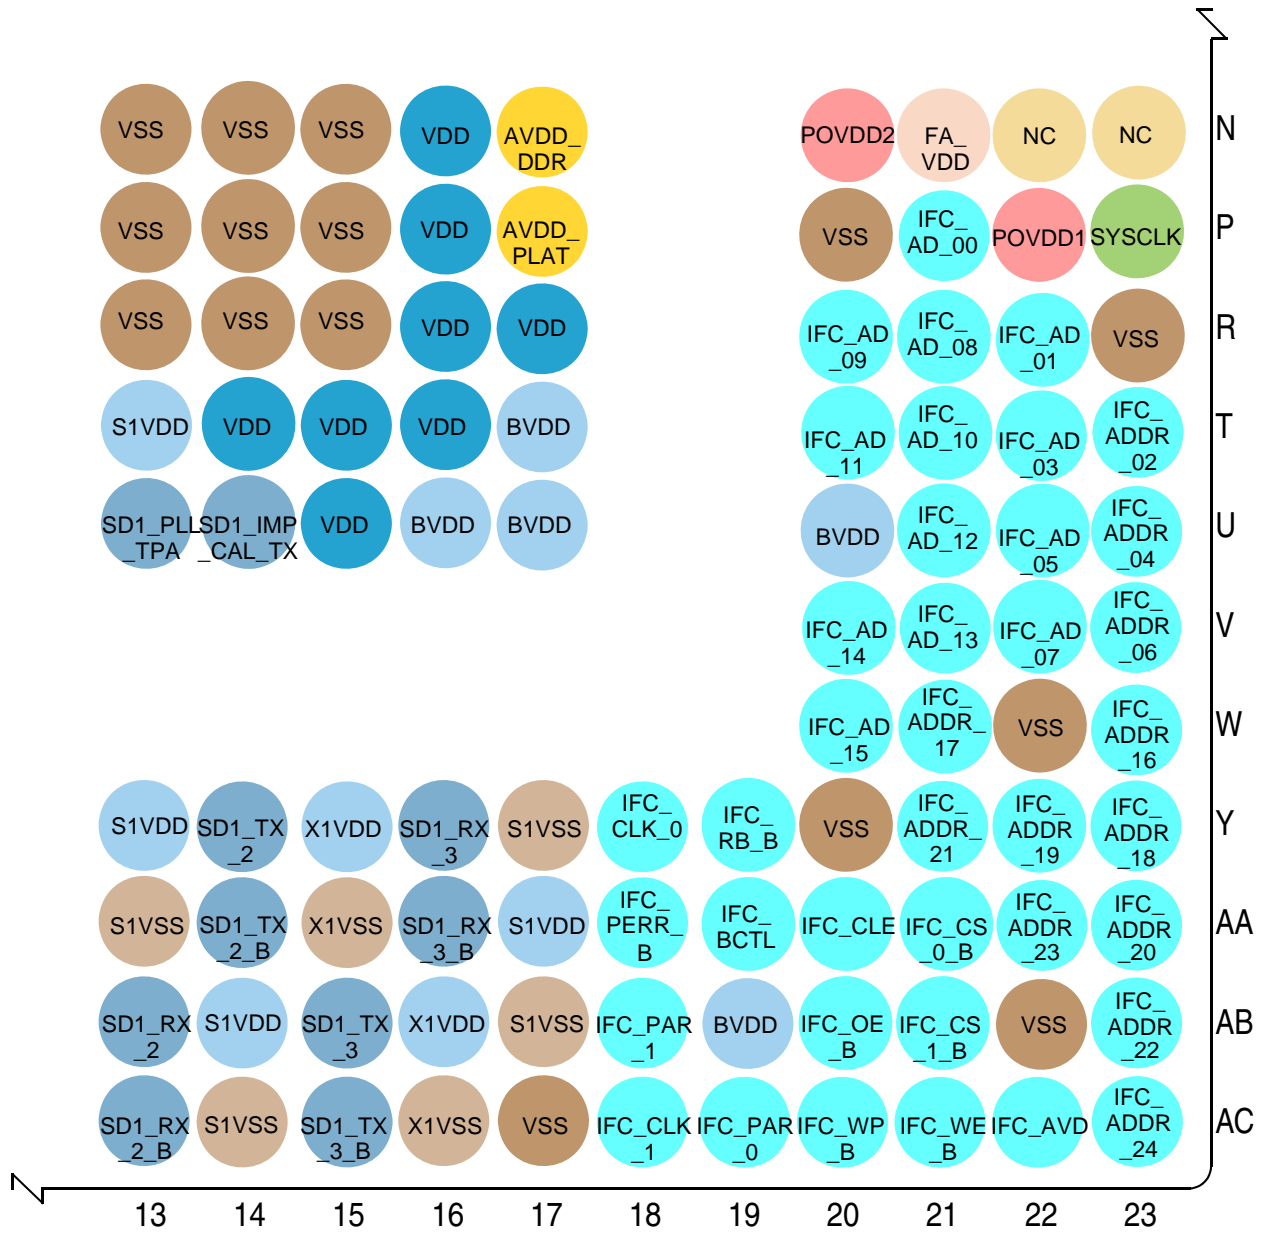 VSS VSS VSS VDD AVDD_ DDR POVDD2 FA_ VDD NC NC N
VSS VSS VSS VDD AVDD_ PLAT VSS IFC_ AD_00 POVDD1 SYSCLK P
VSS VSS VSS VDD VDD IFC_AD _09 IFC_ AD_08 IFC_AD _01 VSS R
S1VDD VDD VDD VDD BVDD IFC_AD _11 IFC_ AD_10 IFC_AD _03 IFC_ ADDR _02 T
SD1_PLL _TPA SD1_IMP _CAL_TX VDD BVDD BVDD BVDD IFC_ AD_12 IFC_AD _05 IFC_ ADDR _04 U
IFC_AD _14 IFC_ AD_13 IFC_AD _07 IFC_ ADDR _06 V
IFC_AD _15 IFC_ ADDR_ 17 VSS IFC_ ADDR _16 W
S1VDD SD1_TX _2 X1VDD SD1_RX _3 S1VSS IFC_ CLK_0 IFC_ RB_B VSS IFC_ ADDR_ 21 IFC_ ADDR _19 IFC_ ADDR _18 Y
S1VSS SD1_TX _2_B X1VSS SD1_RX _3_B S1VDD IFC_ PERR_ B IFC_ BCTL IFC_CLE IFC_CS _0_B IFC_ ADDR _23 IFC_ ADDR _20 AA
SD1_RX _2 S1VDD SD1_TX _3 X1VDD S1VSS IFC_PAR _1 BVDD IFC_OE _B IFC_CS _1_B VSS IFC_ ADDR _22 AB
SD1_RX _2_B S1VSS SD1_TX _3_B X1VSS VSS IFC_CLK _1 IFC_PAR _0 IFC_WP _B IFC_WE _B IFC_AVD IFC_ ADDR _24 AC
13 14 15 16 17 18 19 20 21 22 23